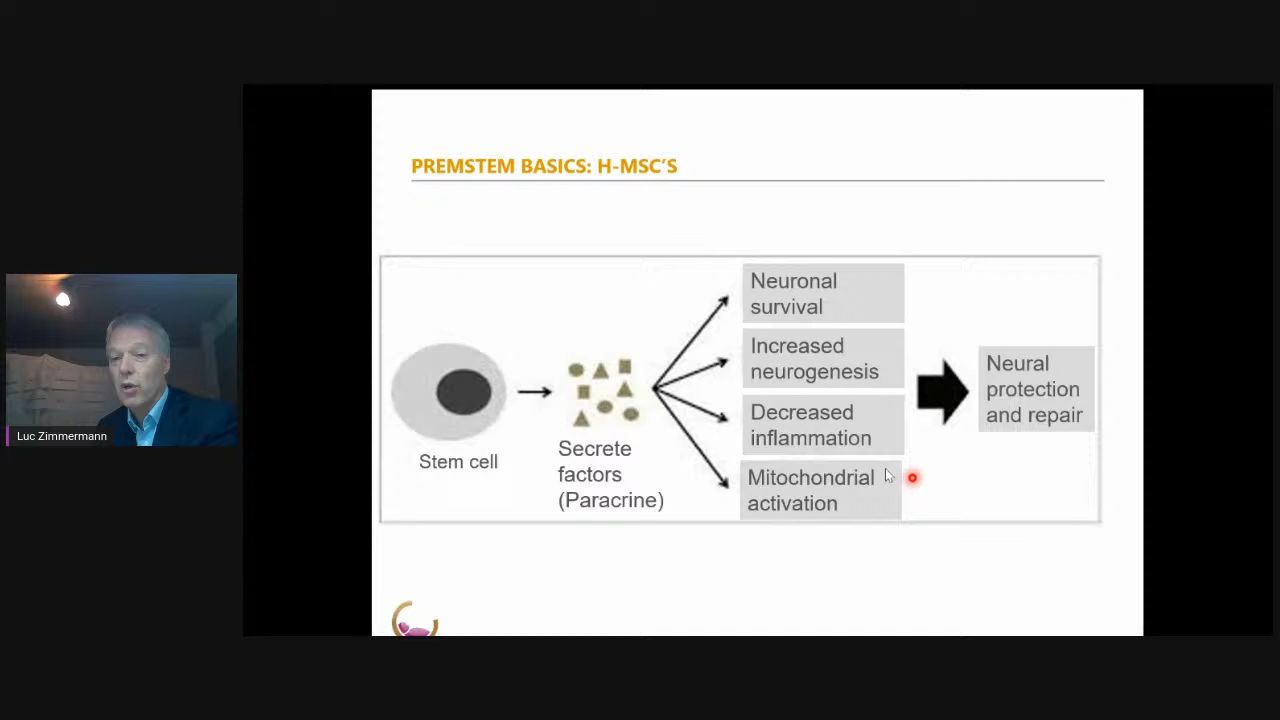 PREMSTEM BASICS: H-MSC'S
Neuronal
survival
Increased
neurogenesis
Decreased
inflammation
Mitochondrial
activation
Neural
protection
and repair
Stem cell
Secrete
factors
(Paracrine)
Luc Zimmermann